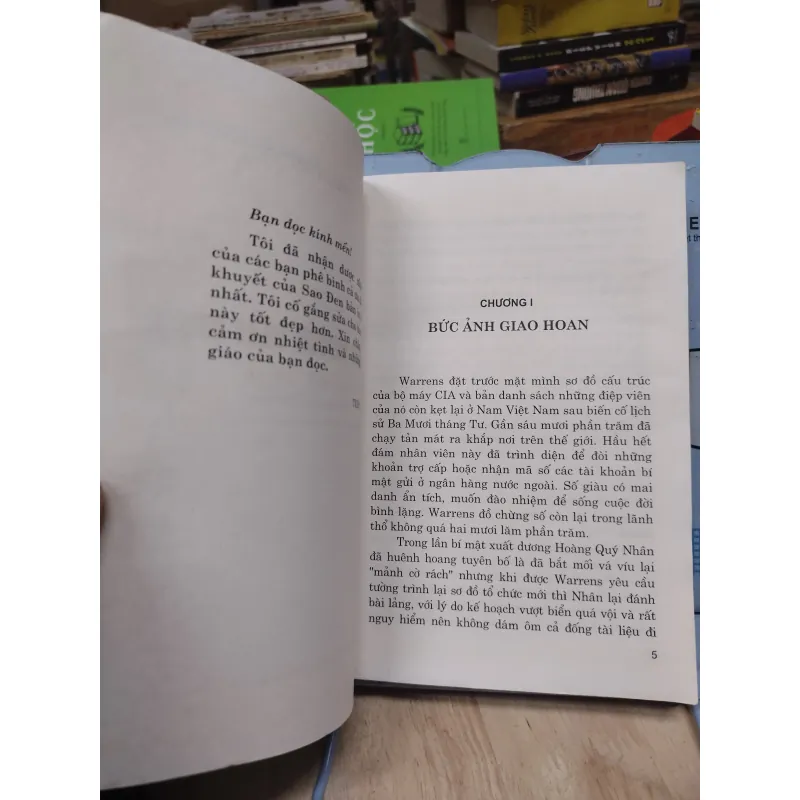 HỌC
Bạn đọc kính mến!
Tôi đã nhận được
của các bạn phê bình cả
khuyết của Sao Đen bản
nhất. Tôi cố gắng sửa cho
này tốt đẹp hơn. Xin
cảm ơn nhiệt tình và những
giáo của bạn đọc.
CHƯƠNG I
BỨC ẢNH GIAO HOAN
Warrens đặt trước mặt mình sơ đồ cấu trúc
của bộ máy CIA và bản danh sách những điệp viên
của nó còn kẹt lại ở Nam Việt Nam sau biến cố lịch
sử Ba Mươi tháng Tư. Gần sáu mươi phần trăm đã
chạy tản mát ra khắp nơi trên thế giới. Hầu hết
đám nhân viên này đã trình diện để đòi những
khoản trợ cấp hoặc nhận mã số các tài khoản bí
mật gửi ở ngân hàng nước ngoài. Số giàu có mai
danh ẩn tích, muốn đào nhiệm để sống cuộc đời
bình lặng. Warrens đồ chừng số còn lại trong lãnh
thổ không quá hai mươi lăm phần trăm.
Trong lần bí mật xuất dương Hoàng Quý Nhân
đã huênh hoang tuyên bố là đã bắt mối và víu lại
"mảnh cờ rách" nhưng khi được Warrens yêu cầu
tường trình lại sơ đồ tổ chức mới thì Nhân lại đánh
bài lảng, với lý do kế hoạch vượt biển quá vội và rất
nguy hiểm nên không dám ôm cả đống tài liệu đi
5